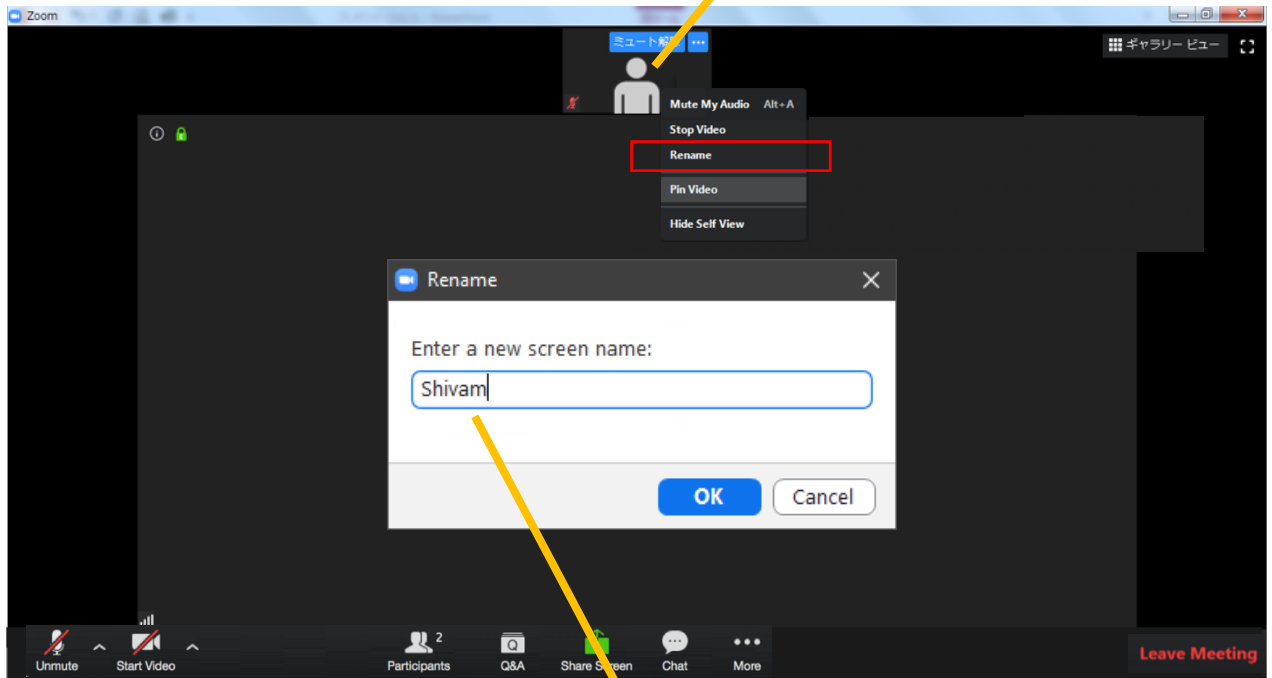 Zoom
ミュート解除
ギャラリー ビュー
Mute My Audio Alt+A
Stop Video
Rename
Pin Video
Hide Self View
Rename
Enter a new screen name:
Shivam
OK Cancel
2
Unmute Start Video Participants Q&A Share Screen Chat More
Leave Meeting